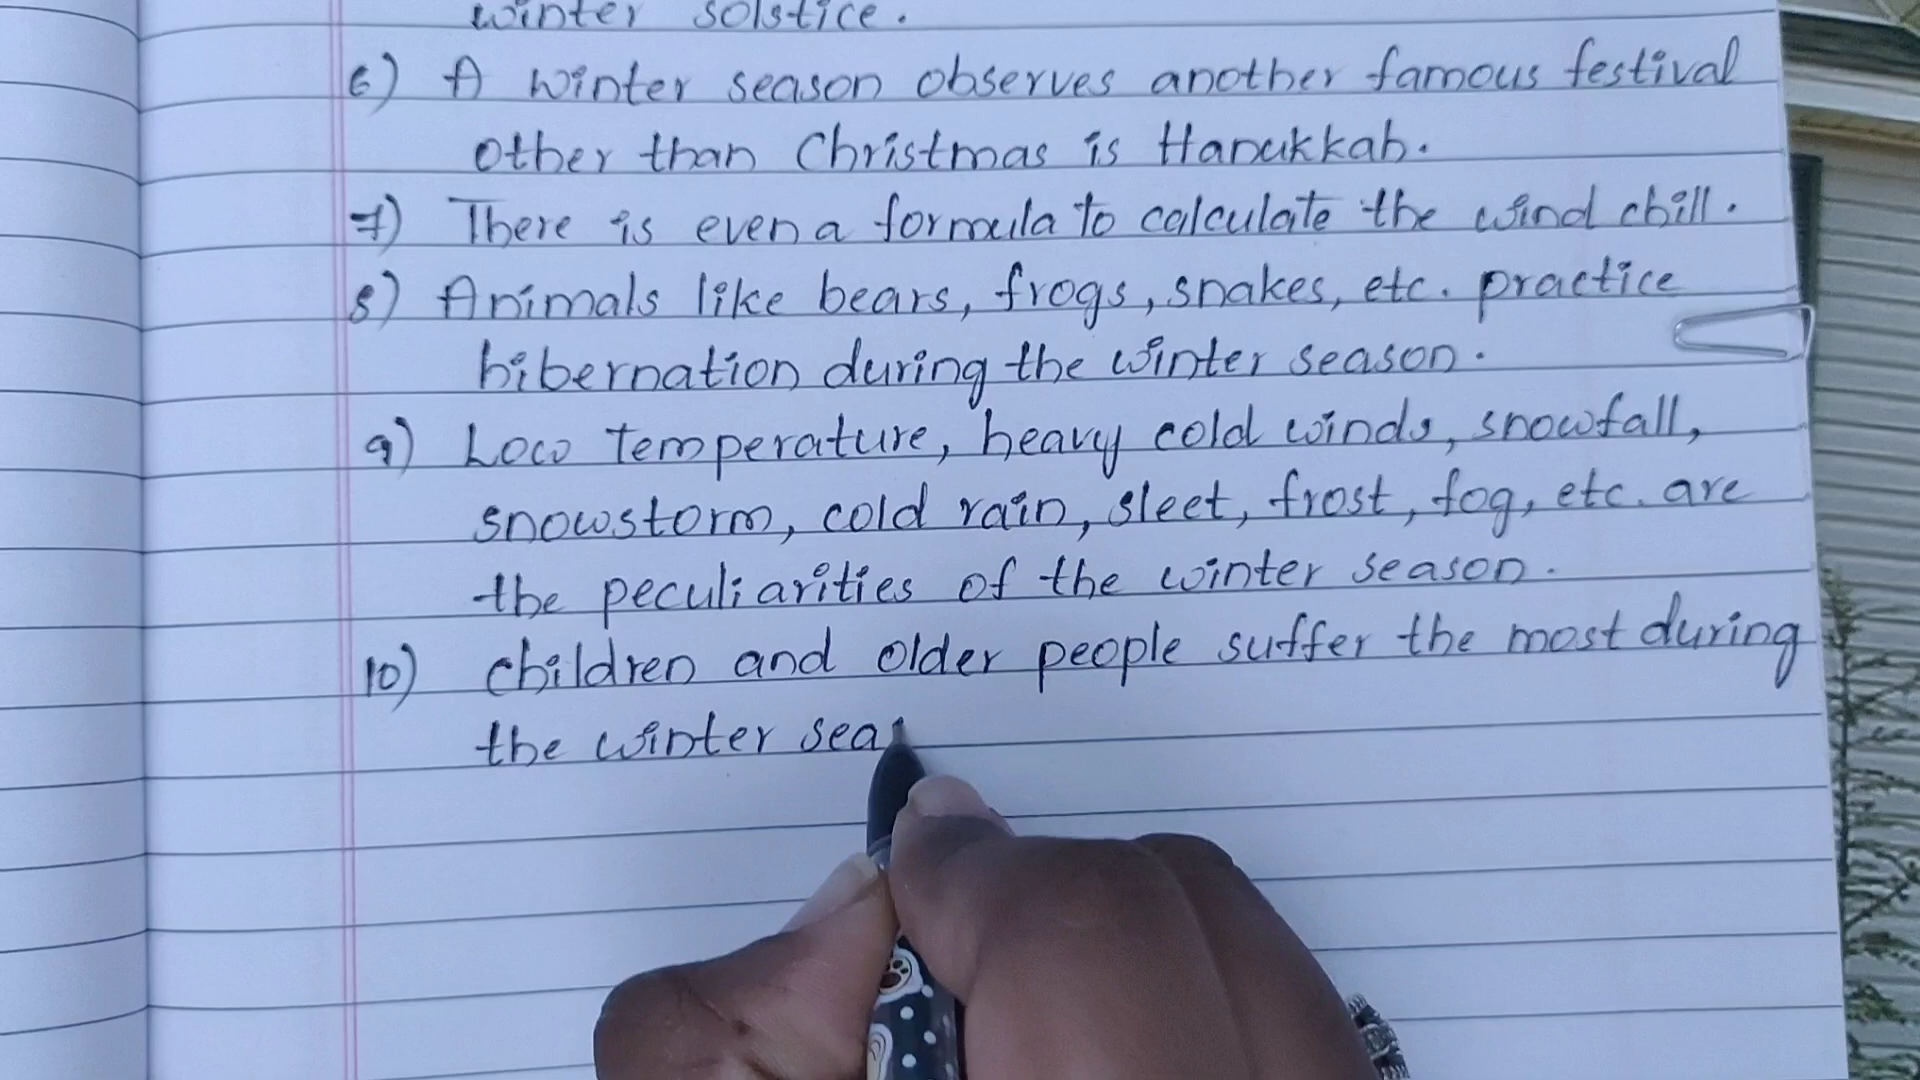 winter solstice.
6) A winter season observes another famous festival
other than Christmas is Hanukkah.
7) There is even a formula to calculate the wind chill.
8) Animals like bears, frogs, snakes, etc. practice
hibernation during the winter season.
9) Low temperature, heavy cold winds, snowfall,
snowstorm, cold rain, sleet, frost, fog, etc. are
the peculiarities of the winter season.
10) children and older people suffer the most during
the winter sea